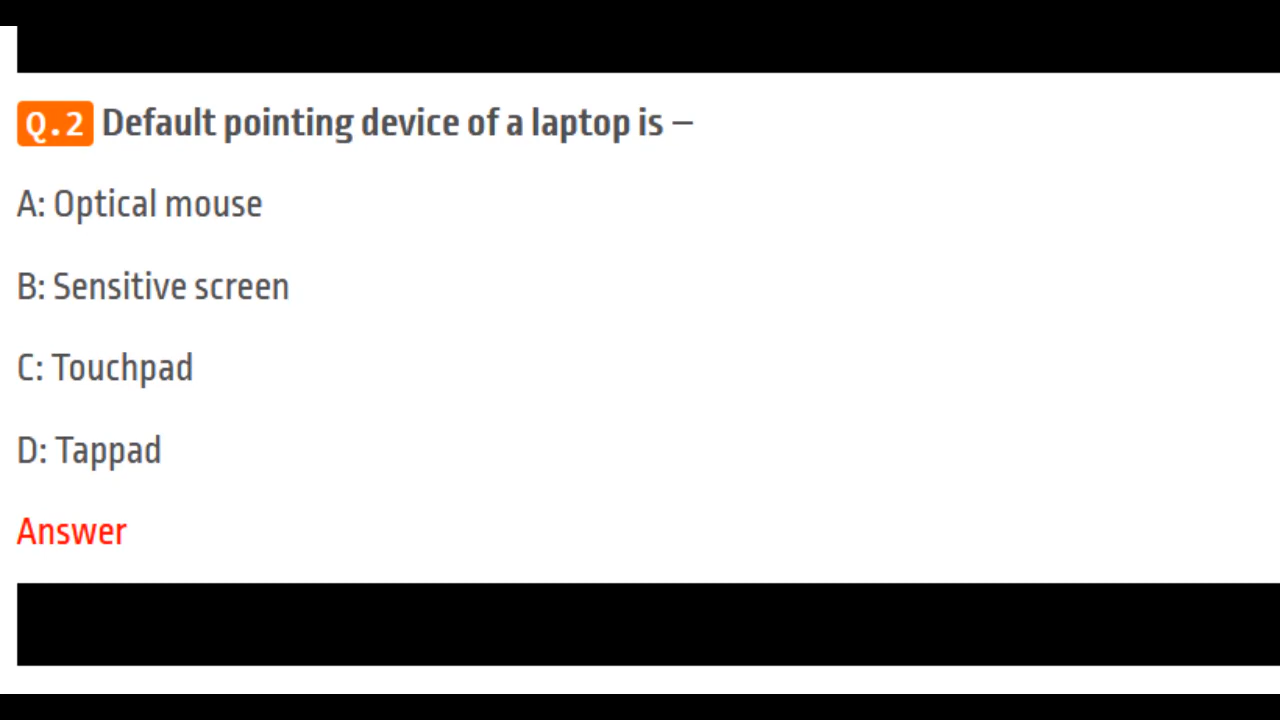 Q.2 Default pointing device of a laptop is –
A: Optical mouse
B: Sensitive screen
C: Touchpad
D: Tappad
Answer